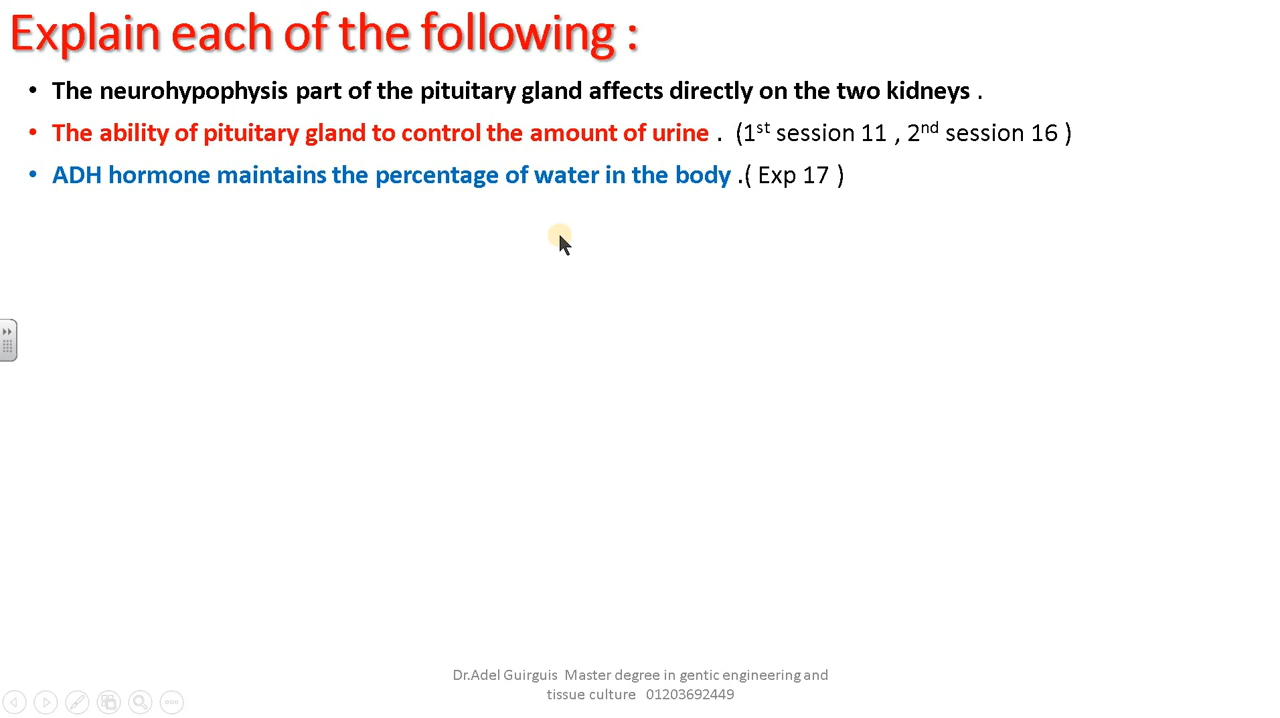 Explain each of the following :
• The neurohypophysis part of the pituitary gland affects directly on the two kidneys .
• The ability of pituitary gland to control the amount of urine . (1st session 11 , 2nd session 16 )
• ADH hormone maintains the percentage of water in the body .( Exp 17 )
Dr.Adel Guirguis Master degree in gentic engineering and
tissue culture 01203692449